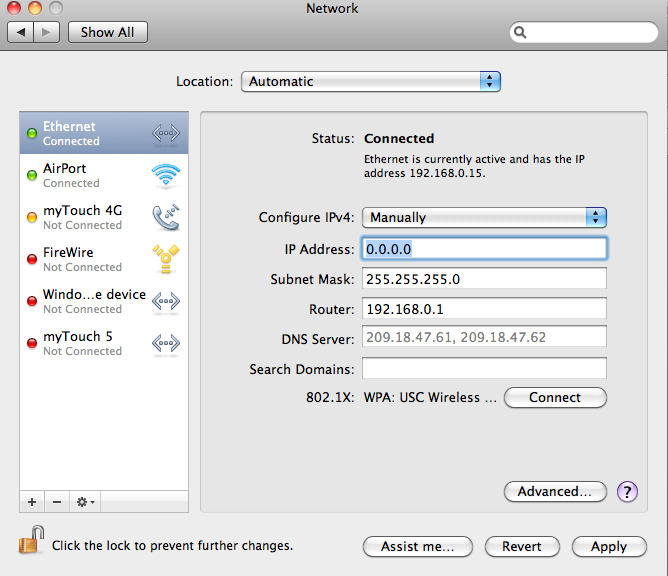 Network
Show All
Location: Automatic
Ethernet
Connected
AirPort
Connected
myTouch 4G
Not Connected
FireWire
Not Connected
Windo...e device
Not Connected
myTouch 5
Not Connected
Status: Connected
Ethernet is currently active and has the IP
address 192.168.0.15.
Configure IPv4: Manually
IP Address: 0.0.0.0
Subnet Mask: 255.255.255.0
Router: 192.168.0.1
DNS Server: 209.18.47.61, 209.18.47.62
Search Domains:
802.1X: WPA: USC Wireless ... Connect
Advanced... ?
Click the lock to prevent further changes.
Assist me... Revert Apply